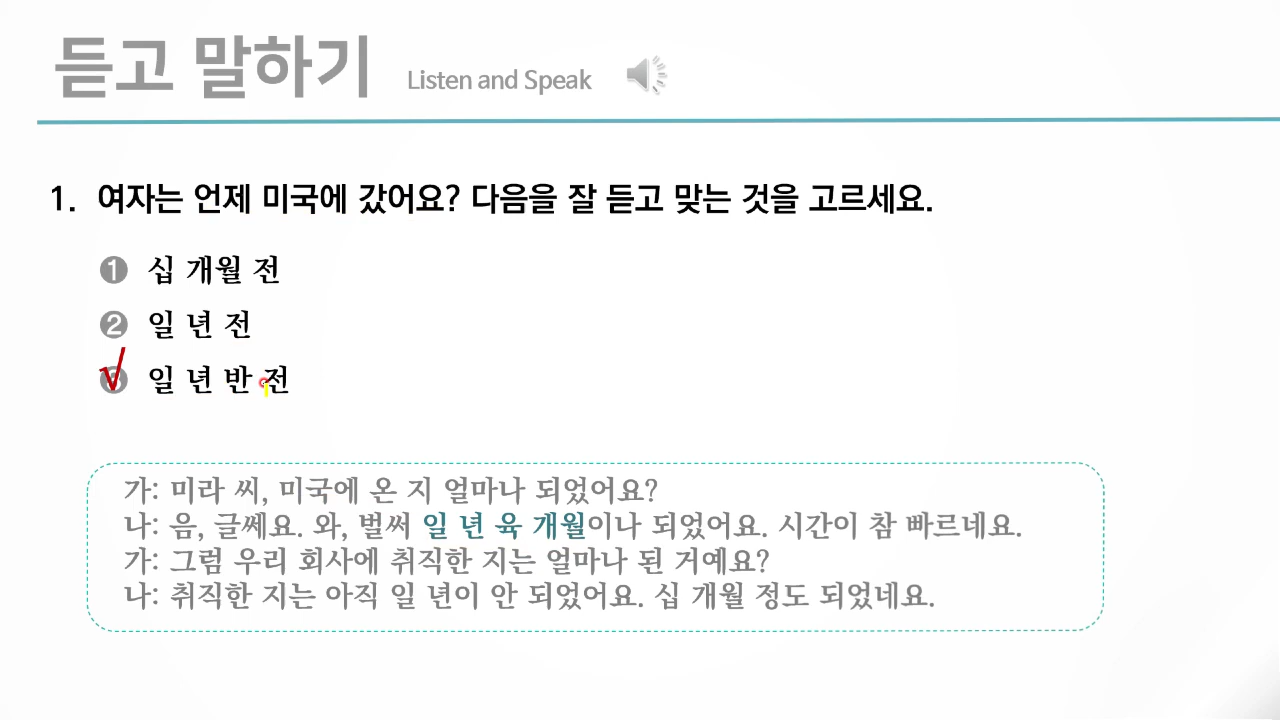 듣고 말하기 Listen and Speak
1. 여자는 언제 미국에 갔어요? 다음을 잘 듣고 맞는 것을 고르세요.
❶ 십 개월 전
❷ 일 년 전
❸ 일 년 반 전
가: 미라 씨, 미국에 온 지 얼마나 되었어요?
나: 음, 글쎄요. 와, 벌써 일 년 육 개월이나 되었어요. 시간이 참 빠르네요.
가: 그럼 우리 회사에 취직한 지는 얼마나 된 거예요?
나: 취직한 지는 아직 일 년이 안 되었어요. 십 개월 정도 되었네요.